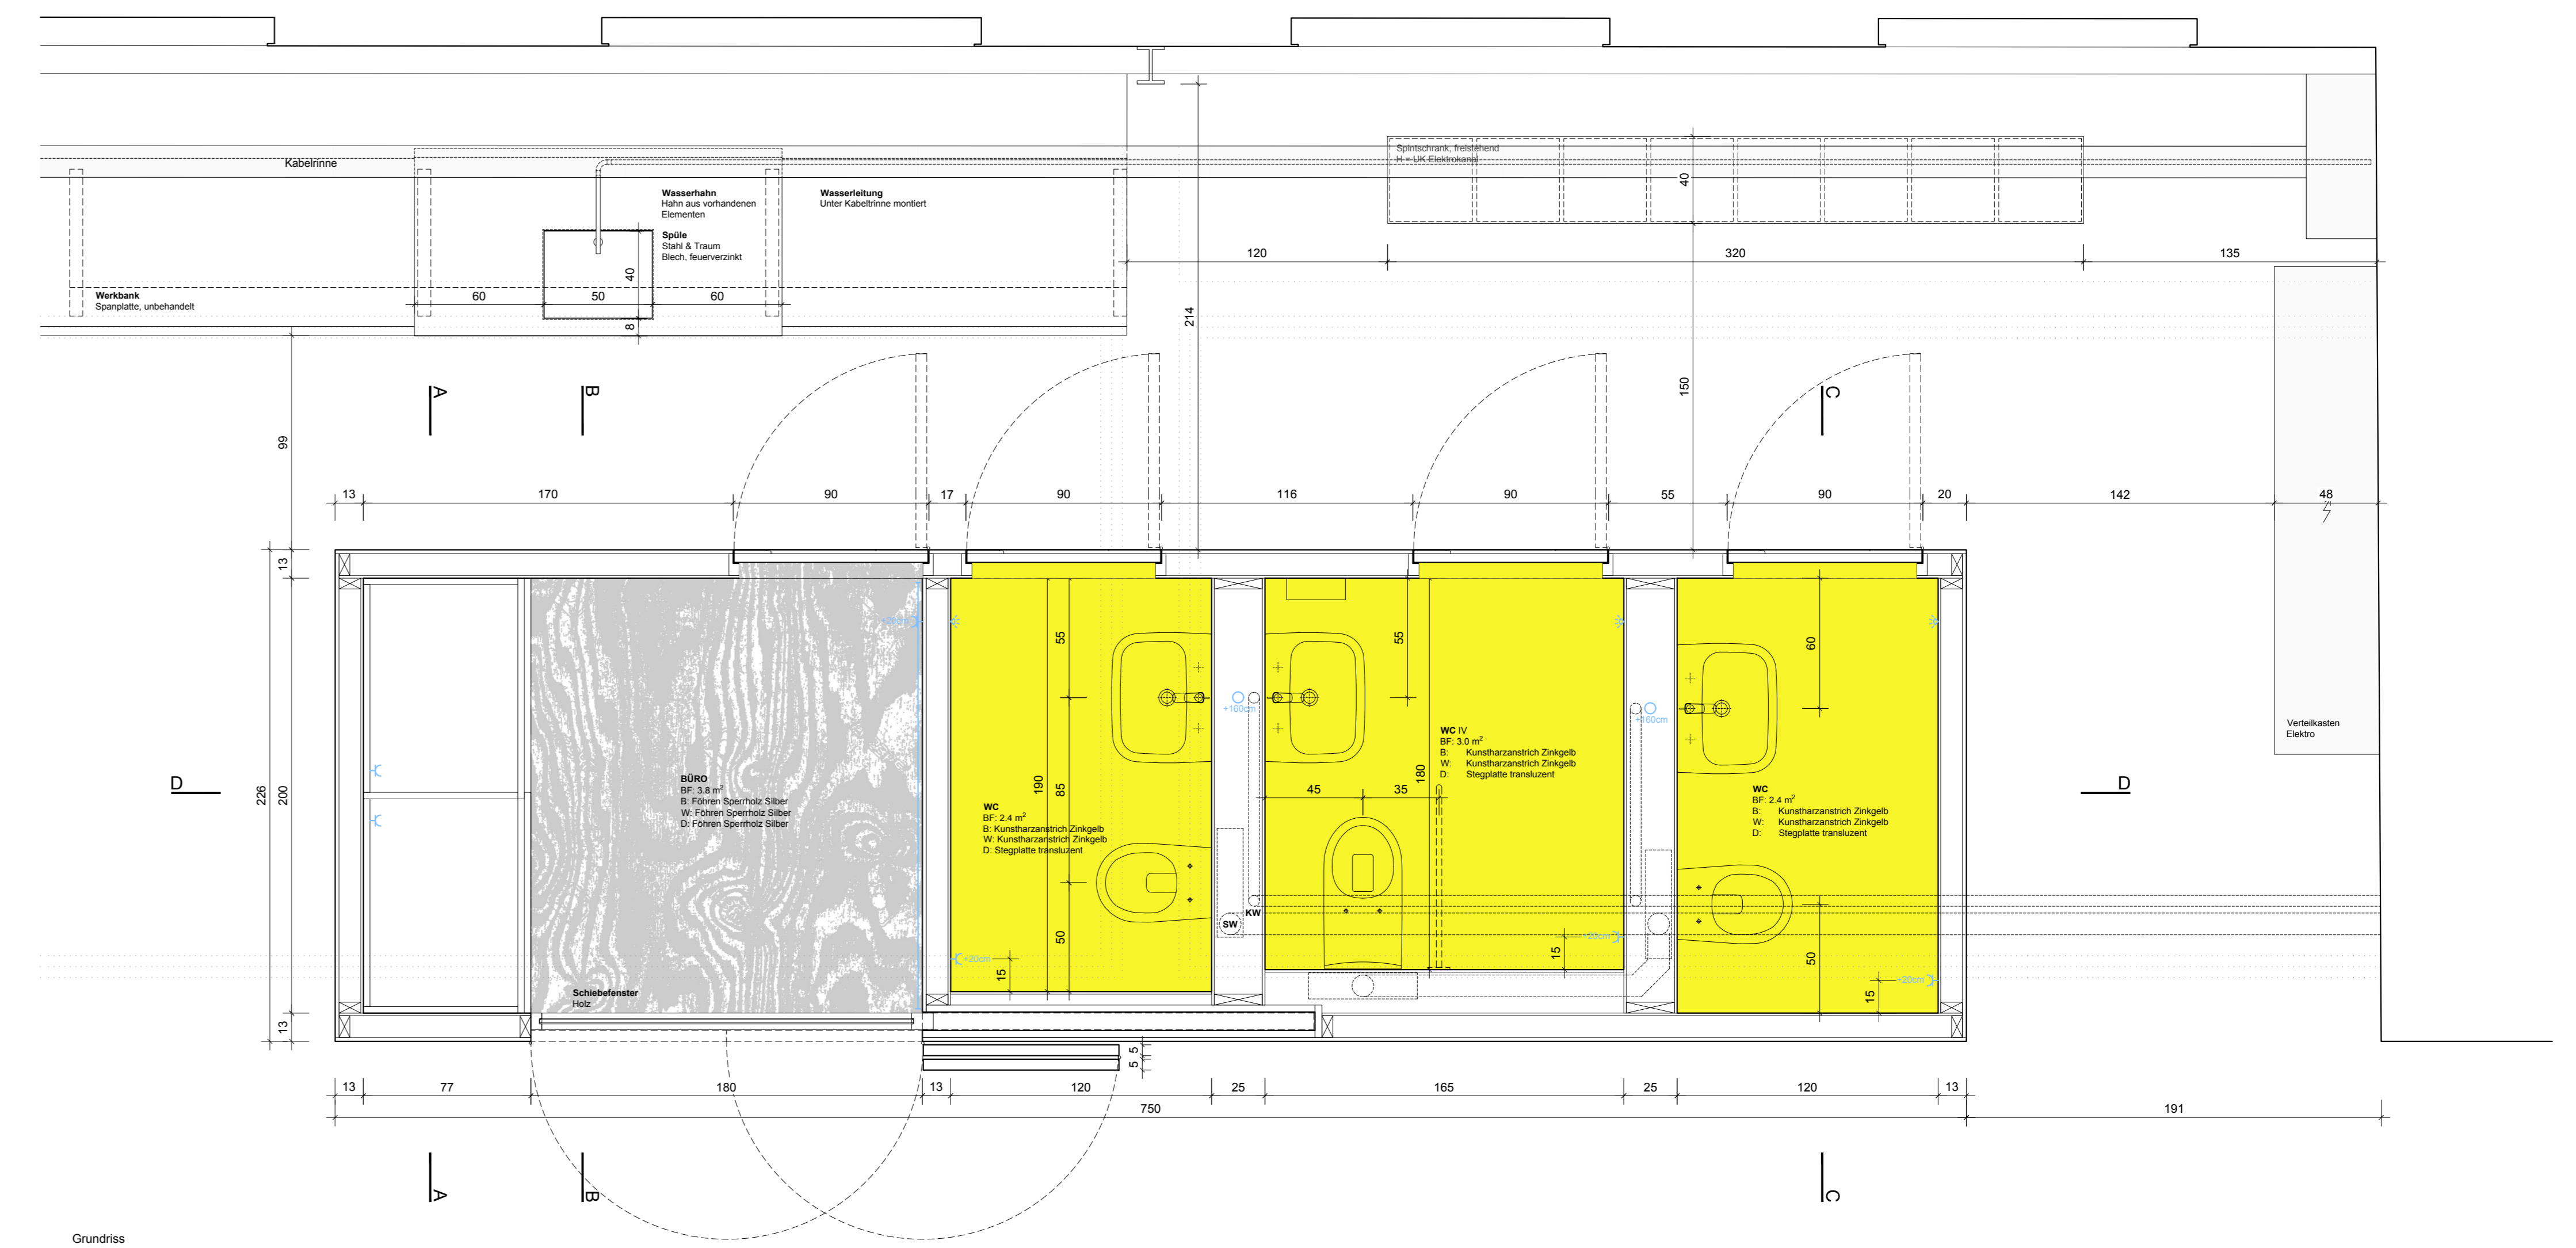 Kabelrinne
Spintschrank, freistehend
H = UK Elektrokanal
Wasserhahn
Hahn aus vorhandenen
Elementen
Wasserleitung
Unter Kabeltrinne montiert
Spüle
Stahl & Traum
Blech, feuerverzinkt
40
120
320
135
40
60
50
60
8
Werkbank
Spanplatte, unbehandelt
214
150
A
B
C
99
13
170
90
17
90
116
90
55
90
20
142
48
13
226
200
13
+20cm
55
55
60
+160cm
+160cm
Verteilkasten
Elektro
WC IV
BF: 3.0 m²
B: Kunstharzanstrich Zinkgelb
W: Kunstharzanstrich Zinkgelb
D: Stegplatte transluzent
D
D
BÜRO
BF: 3.8 m²
B: Föhren Sperrholz Silber
W: Föhren Sperrholz Silber
D: Föhren Sperrholz Silber
190
85
180
45
35
WC
BF: 2.4 m²
B: Kunstharzanstrich Zinkgelb
W: Kunstharzanstrich Zinkgelb
D: Stegplatte transluzent
WC
BF: 2.4 m²
B: Kunstharzanstrich Zinkgelb
W: Kunstharzanstrich Zinkgelb
D: Stegplatte transluzent
SW
KW
50
+20cm
15
+20cm
15
50
+20cm
15
Schiebefenster
Holz
5
5
13
77
180
13
120
25
165
25
120
13
750
191
A
B
C
Grundriss